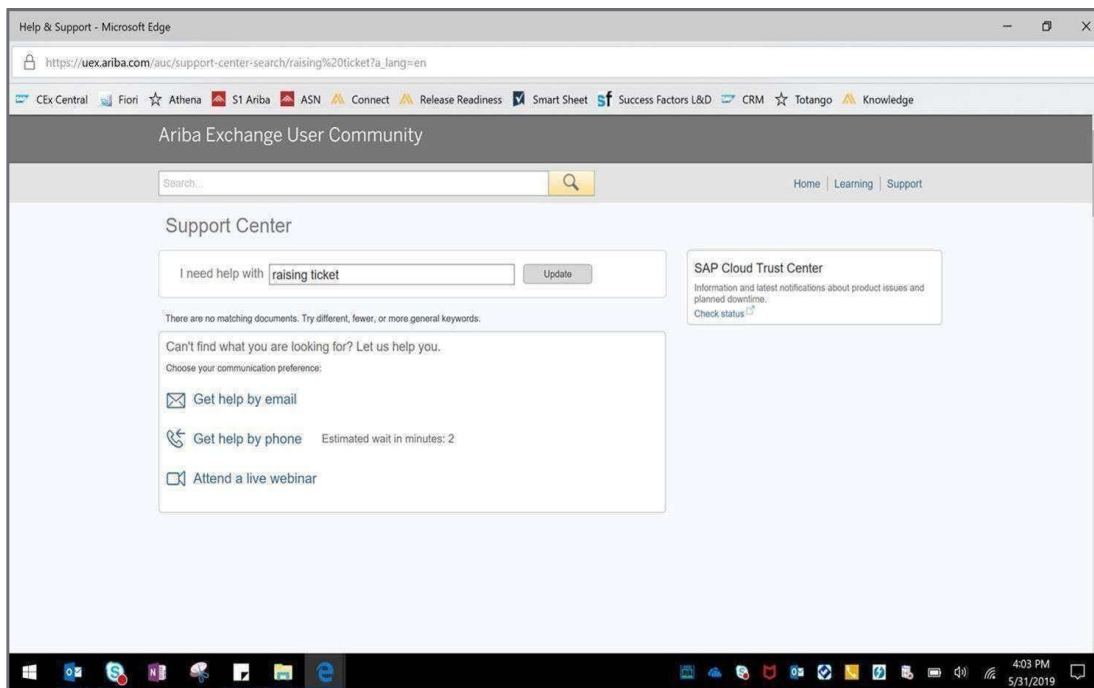 Help & Support - Microsoft Edge
https://uex.ariba.com/auc/support-center-search/raising%20ticket?a_lang=en
CEx Central Fiori Athena S1 Ariba ASN Connect Release Readiness Smart Sheet Sf Success Factors L&D CRM Totango Knowledge
Ariba Exchange User Community
Search...
Home | Learning | Support
Support Center
I need help with raising ticket Update
SAP Cloud Trust Center
Information and latest notifications about product issues and
planned downtime.
Check status
There are no matching documents. Try different, fewer, or more general keywords.
Can't find what you are looking for? Let us help you.
Choose your communication preference:
Get help by email
Get help by phone Estimated wait in minutes: 2
Attend a live webinar
4:03 PM
5/31/2019